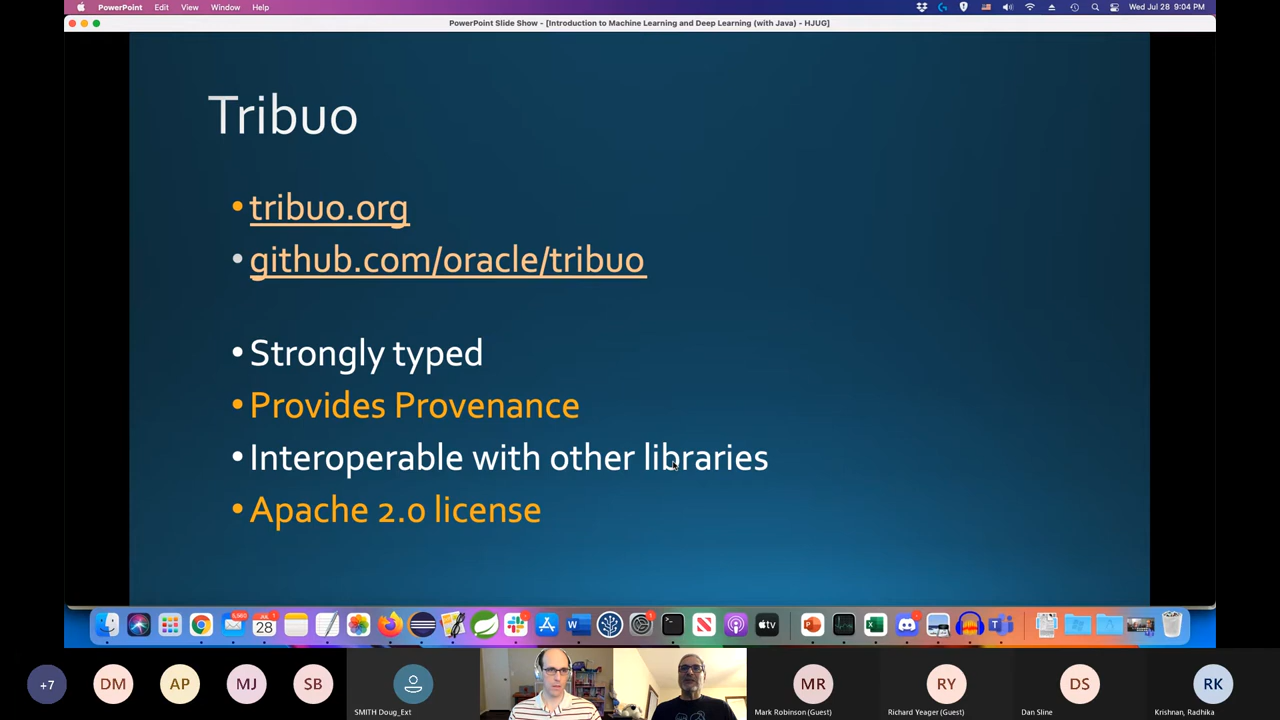 PowerPoint Edit View Window Help
Wed Jul 28 9:04 PM
PowerPoint Slide Show - [Introduction to Machine Learning and Deep Learning (with Java) - HJUG]
Tribuo
• tribuo.org
• github.com/oracle/tribuo
• Strongly typed
• Provides Provenance
• Interoperable with other libraries
• Apache 2.0 license
JUL
28
+7
DM
AP
MJ
SB
SMITH Doug_Ext
MR
Mark Robinson (Guest)
RY
Richard Yeager (Guest)
DS
Dan Sline
RK
Krishnan, Radhika